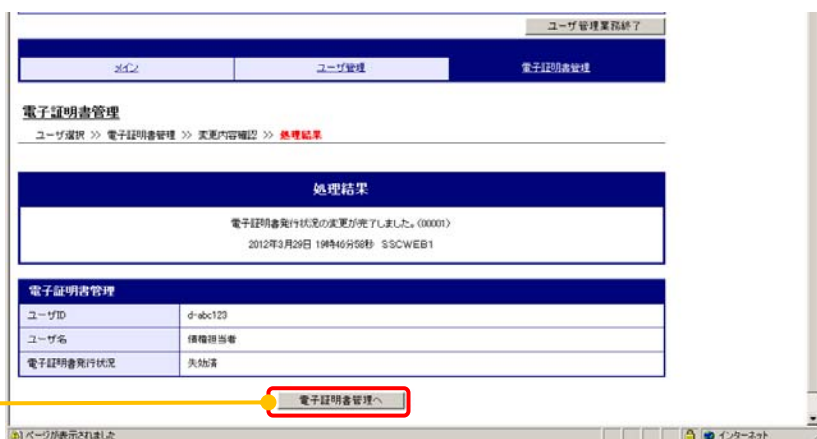 ユーザ管理業務終了
メイン ユーザ管理 電子証明書管理
電子証明書管理
ユーザ選択 >> 電子証明書管理 >> 変更内容確認 >> 処理結果
処理結果
電子証明書発行状況の変更が完了しました。(00001)
2012年3月29日 19時46分58秒 SSCWEB1
電子証明書管理
ユーザID d-abc123
ユーザ名 債権担当者
電子証明書発行状況 失効済
電子証明書管理へ
ページが表示されました インターネット